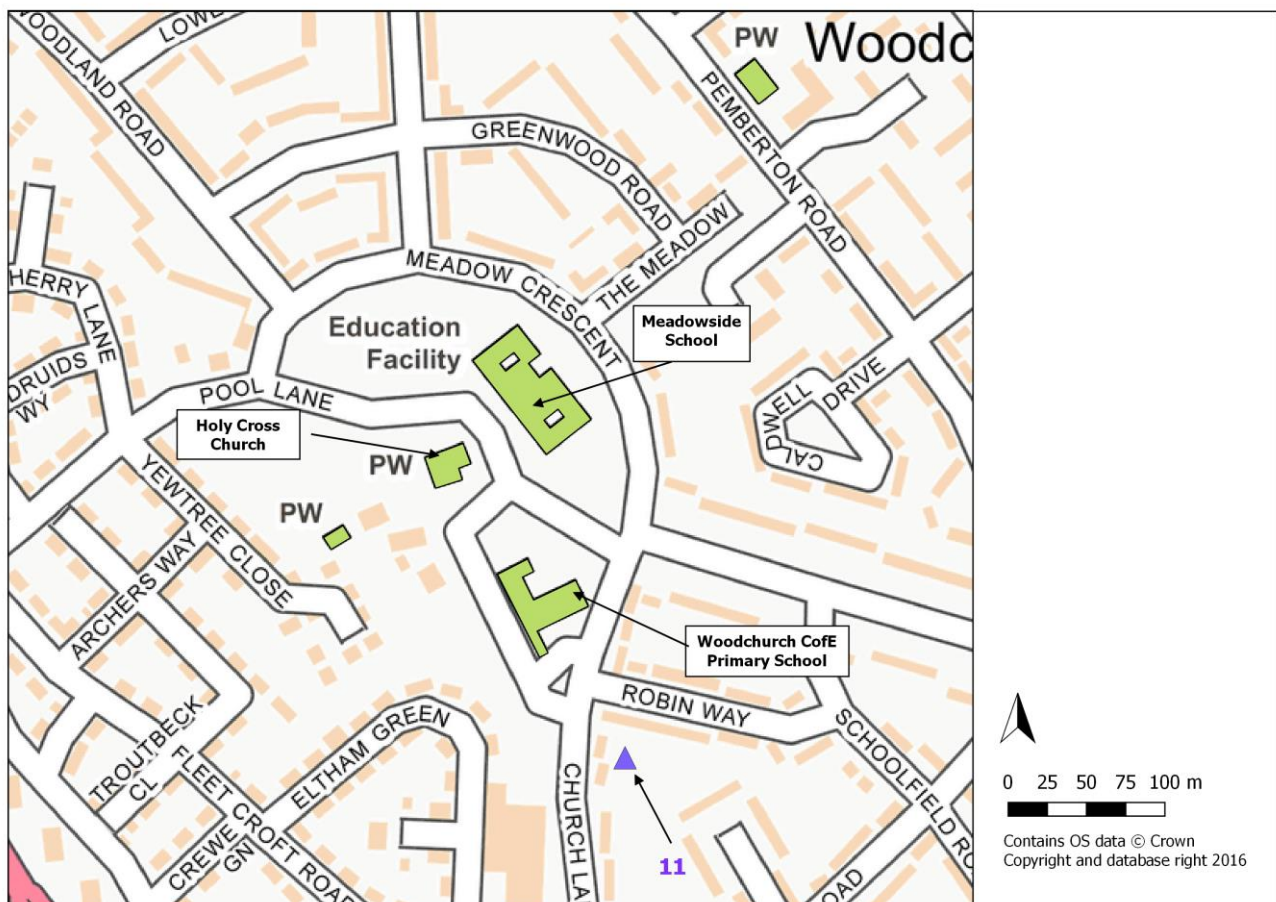 LOWE
WOODLAND ROAD
PW
Woodc
PEMBERTON ROAD
GREENWOOD ROAD
THE MEADOW
MEADOW CRESCENT
HERRY LANE
DRUIDS
WY
Education
Facility
Meadowside
School
POOL LANE
Holy Cross
Church
PW
PW
CALDWELL DRIVE
YEWTREE CLOSE
ARCHERS WAY
Woodchurch CofE
Primary School
ROBIN WAY
SCHOOLFIELD RO
TROUTBECK
CL
ELTHAM GREEN
FLEET CROFT ROAD
CREWE
GN
CHURCH LA
OAD
11
0 25 50 75 100 m
Contains OS data © Crown
Copyright and database right 2016